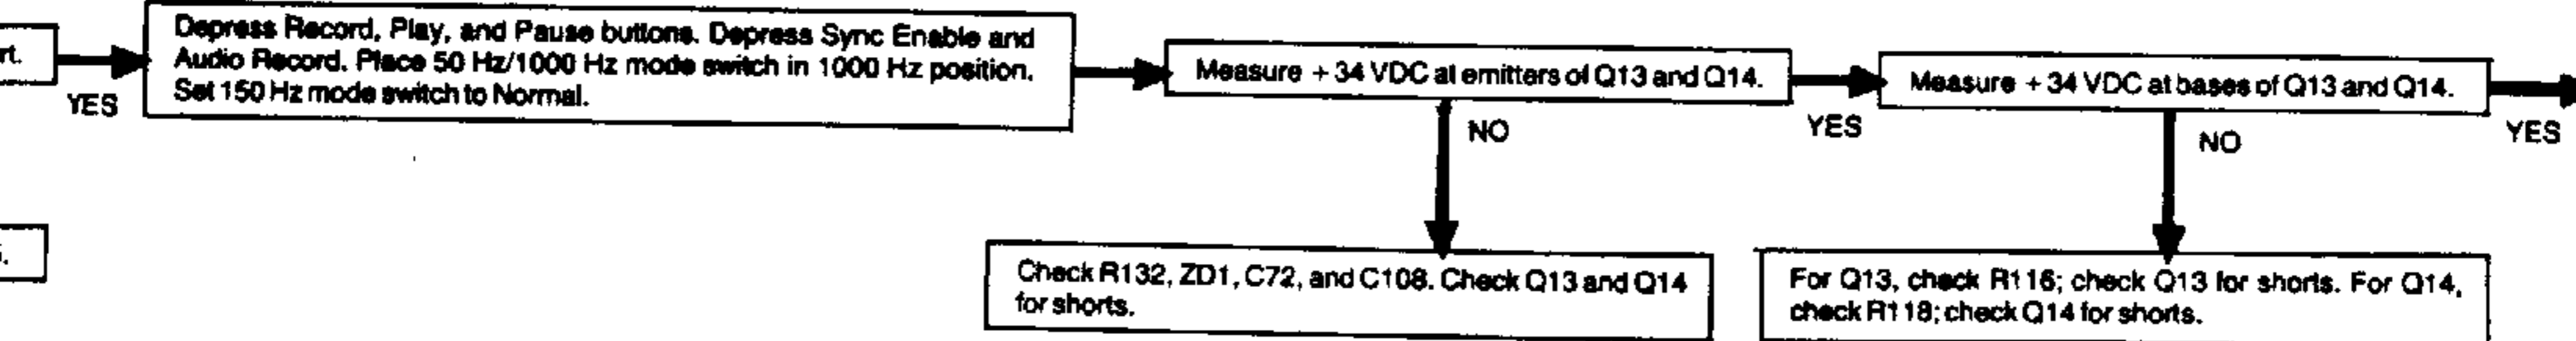 rt.
YES
Depress Record, Play, and Pause buttons. Depress Sync Enable and
Audio Record. Place 50 Hz/1000 Hz mode switch in 1000 Hz position.
Set 150 Hz mode switch to Normal.
Measure + 34 VDC at emitters of Q13 and Q14.
NO
YES
Measure + 34 VDC at bases of Q13 and Q14.
NO
YES
Check R132, ZD1, C72, and C108. Check Q13 and Q14
for shorts.
For Q13, check R116; check Q13 for shorts. For Q14,
check R118; check Q14 for shorts.